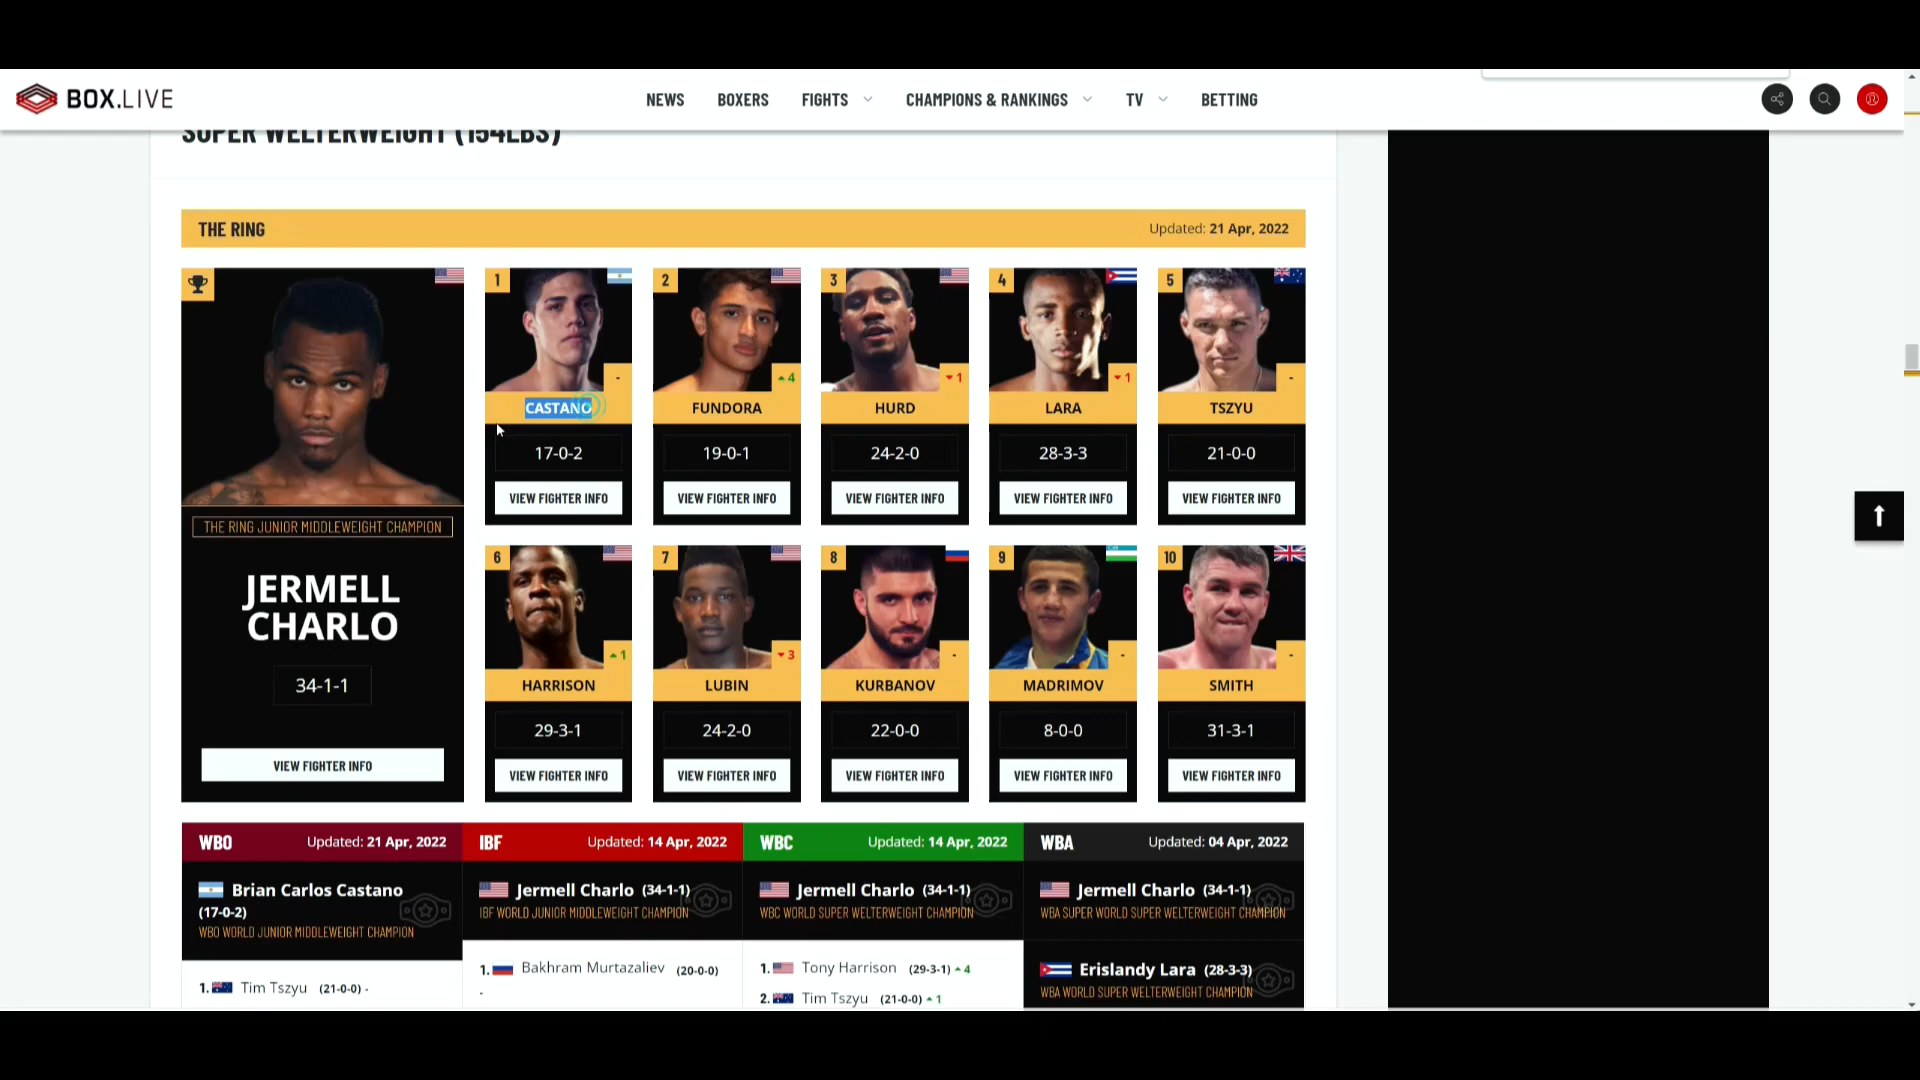 BOX.LIVE
NEWS BOXERS FIGHTS CHAMPIONS & RANKINGS TV BETTING
SUPER WELTERWEIGHT (154LBS)
THE RING Updated: 21 Apr, 2022
1 2 3 4 5
- 4 1 1 -
CASTANO FUNDORA HURD LARA TSZYU
17-0-2 19-0-1 24-2-0 28-3-3 21-0-0
VIEW FIGHTER INFO VIEW FIGHTER INFO VIEW FIGHTER INFO VIEW FIGHTER INFO VIEW FIGHTER INFO
THE RING JUNIOR MIDDLEWEIGHT CHAMPION
JERMELL
CHARLO
34-1-1
VIEW FIGHTER INFO
6 7 8 9 10
1 3 - - -
HARRISON LUBIN KURBANOV MADRIMOV SMITH
29-3-1 24-2-0 22-0-0 8-0-0 31-3-1
VIEW FIGHTER INFO VIEW FIGHTER INFO VIEW FIGHTER INFO VIEW FIGHTER INFO VIEW FIGHTER INFO
WBO Updated: 21 Apr, 2022
Brian Carlos Castano
(17-0-2)
WBO WORLD JUNIOR MIDDLEWEIGHT CHAMPION
1. Tim Tszyu (21-0-0) -
IBF Updated: 14 Apr, 2022
Jermell Charlo (34-1-1)
IBF WORLD JUNIOR MIDDLEWEIGHT CHAMPION
1. Bakhram Murtazaliev (20-0-0)
-
WBC Updated: 14 Apr, 2022
Jermell Charlo (34-1-1)
WBC WORLD SUPER WELTERWEIGHT CHAMPION
1. Tony Harrison (29-3-1) 4
2. Tim Tszyu (21-0-0) 1
WBA Updated: 04 Apr, 2022
Jermell Charlo (34-1-1)
WBA SUPER WORLD SUPER WELTERWEIGHT CHAMPION
Erislandy Lara (28-3-3)
WBA WORLD SUPER WELTERWEIGHT CHAMPION